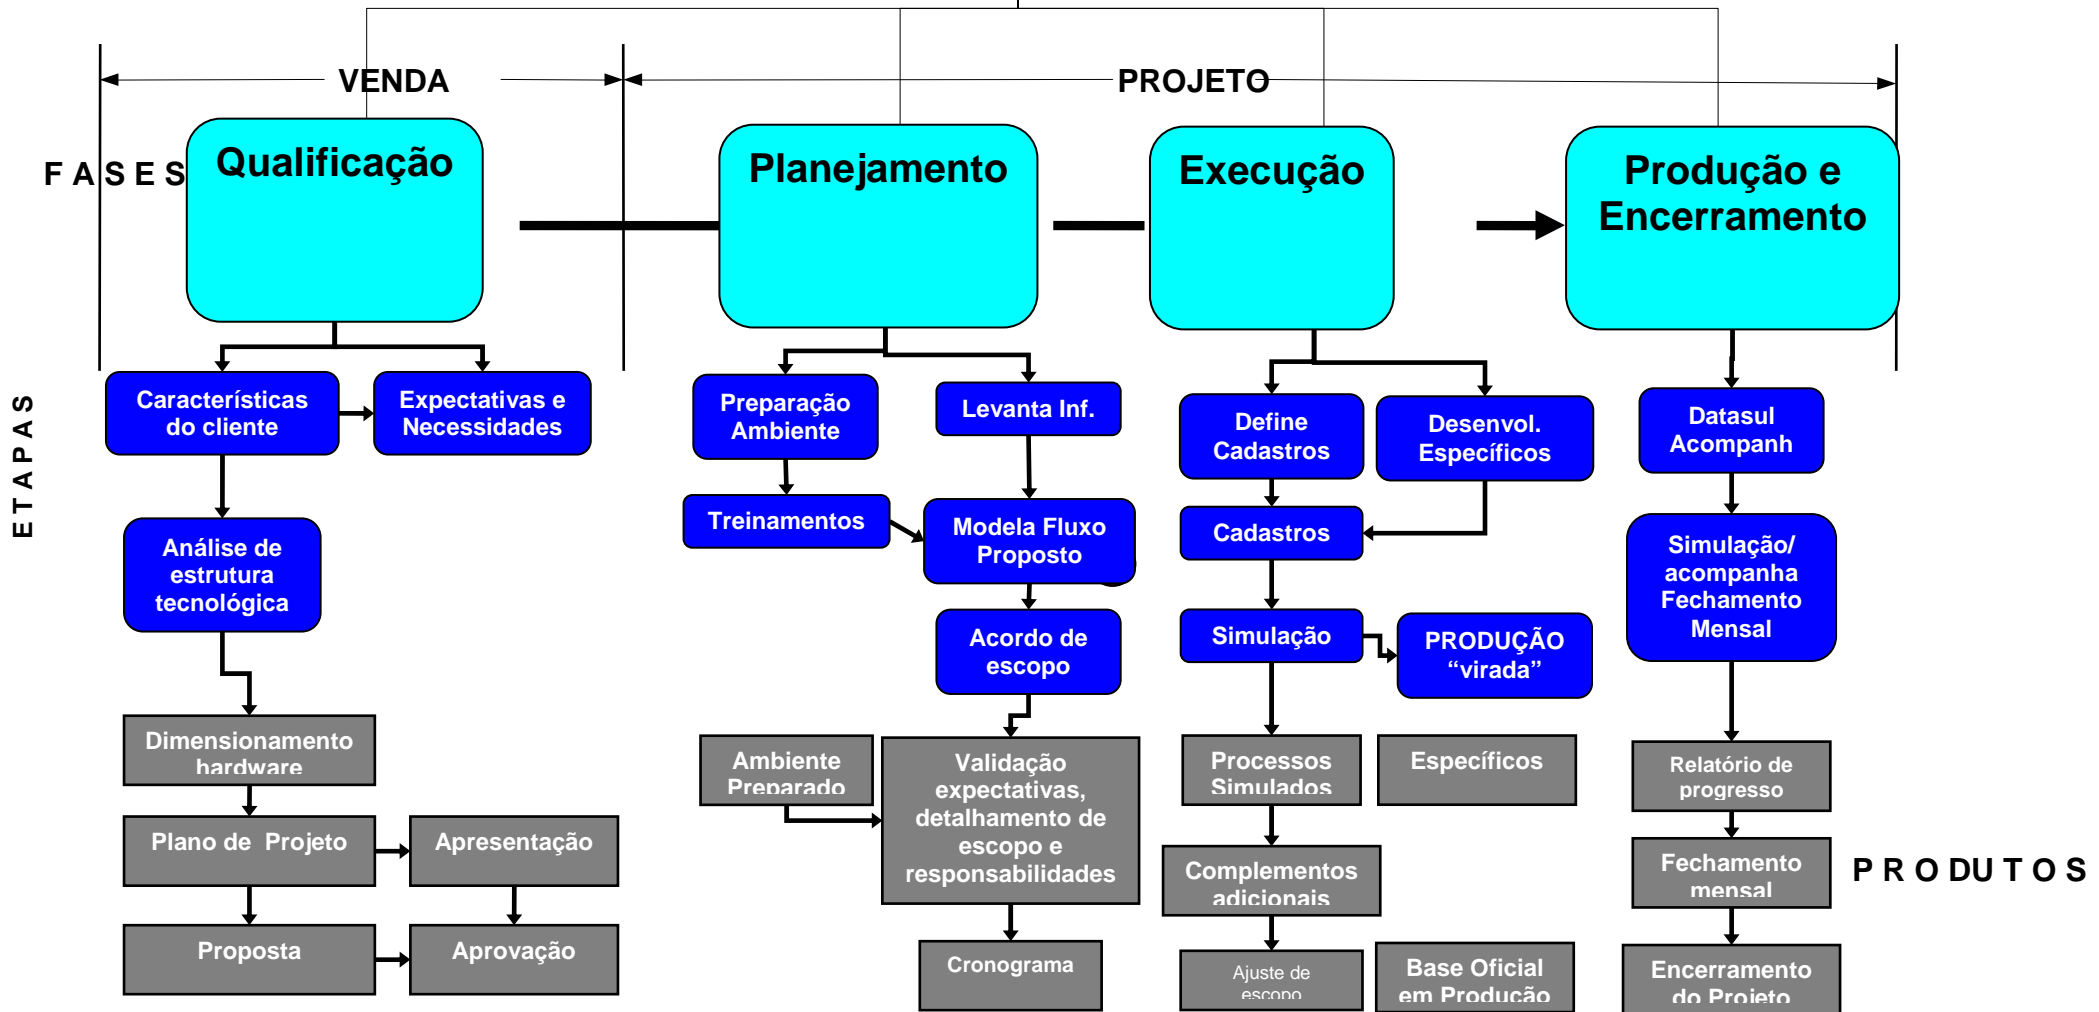 VENDA
PROJETO
F A S E S
Qualificação
Planejamento
Execução
Produção e
Encerramento
E T A P A S
Características
do cliente
Expectativas e
Necessidades
Análise de
estrutura
tecnológica
Preparação
Ambiente
Levanta Inf.
Treinamentos
Modela Fluxo
Proposto
Acordo de
escopo
Define
Cadastros
Desenvol.
Específicos
Cadastros
Simulação
PRODUÇÃO
“virada”
Datasul
Acompanh
Simulação/
acompanha
Fechamento
Mensal
Dimensionamento
hardware
Plano de  Projeto
Apresentação
Proposta
Aprovação
Ambiente
Preparado
Validação
expectativas,
detalhamento de
escopo e
responsabilidades
Cronograma
Processos
Simulados
Específicos
Complementos
adicionais
Ajuste de
escopo
Base Oficial
em Produção
Relatório de
progresso
Fechamento
mensal
Encerramento
do Projeto
P R O DU T O S